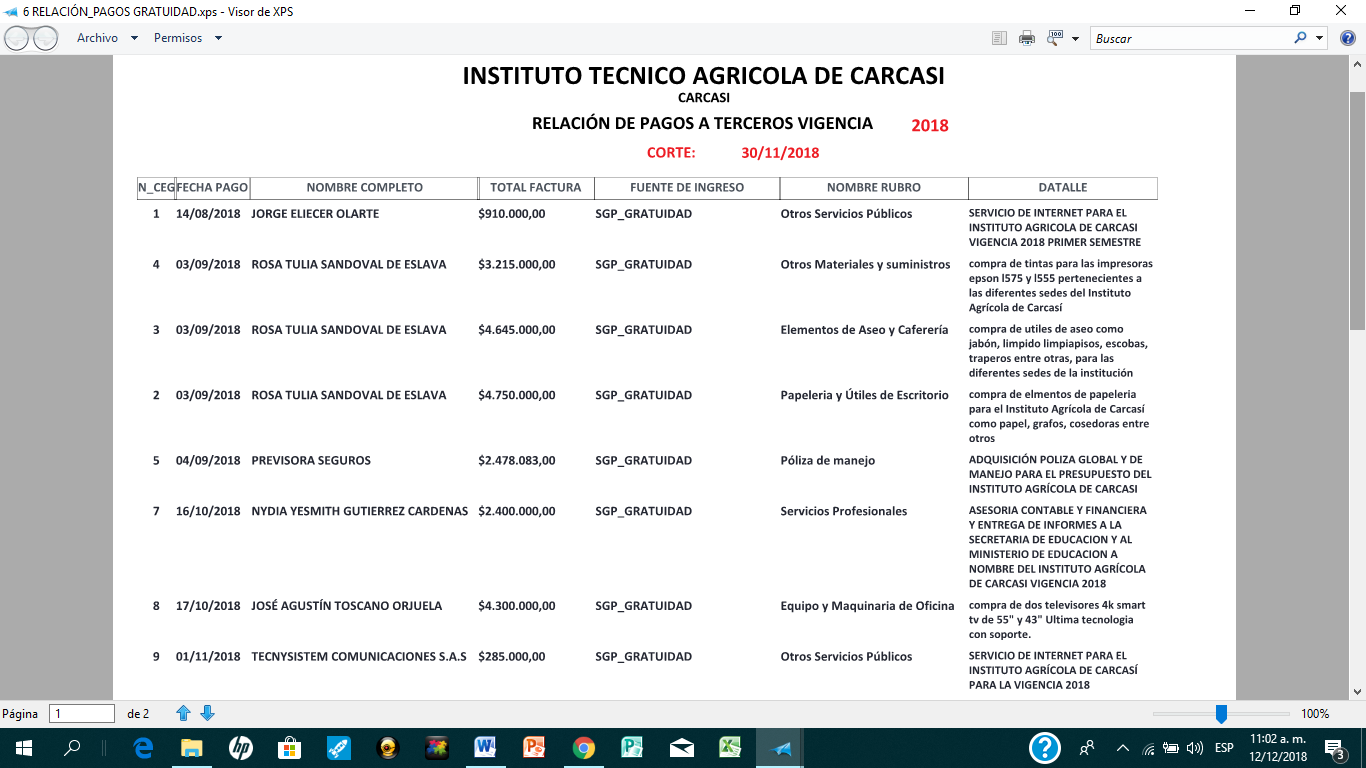 6 RELACIÓN_PAGOS GRATUIDAD.xps - Visor de XPS
Archivo Permisos 100 Buscar
INSTITUTO TECNICO AGRICOLA DE CARCASI
CARCASI
RELACIÓN DE PAGOS A TERCEROS VIGENCIA 2018
CORTE: 30/11/2018
N_CEG FECHA PAGO NOMBRE COMPLETO TOTAL FACTURA FUENTE DE INGRESO NOMBRE RUBRO DATALLE
1 14/08/2018 JORGE ELIECER OLARTE $910.000,00 SGP_GRATUIDAD Otros Servicios Públicos SERVICIO DE INTERNET PARA EL
INSTITUTO AGRICOLA DE CARCASI
VIGENCIA 2018 PRIMER SEMESTRE
4 03/09/2018 ROSA TULIA SANDOVAL DE ESLAVA $3.215.000,00 SGP_GRATUIDAD Otros Materiales y suministros compra de tintas para las impresoras
epson l575 y l555 pertenecientes a
las diferentes sedes del Instituto
Agrícola de Carcasí
3 03/09/2018 ROSA TULIA SANDOVAL DE ESLAVA $4.645.000,00 SGP_GRATUIDAD Elementos de Aseo y Caferería compra de utiles de aseo como
jabón, limpido limpiapisos, escobas,
traperos entre otras, para las
diferentes sedes de la institución
2 03/09/2018 ROSA TULIA SANDOVAL DE ESLAVA $4.750.000,00 SGP_GRATUIDAD Papeleria y Útiles de Escritorio compra de elmentos de papeleria
para el Instituto Agrícola de Carcasí
como papel, grafos, cosedoras entre
otros
5 04/09/2018 PREVISORA SEGUROS $2.478.083,00 SGP_GRATUIDAD Póliza de manejo ADQUISICIÓN POLIZA GLOBAL Y DE
MANEJO PARA EL PRESUPUESTO DEL
INSTITUTO AGRÍCOLA DE CARCASI
7 16/10/2018 NYDIA YESMITH GUTIERREZ CARDENAS $2.400.000,00 SGP_GRATUIDAD Servicios Profesionales ASESORIA CONTABLE Y FINANCIERA
Y ENTREGA DE INFORMES A LA
SECRETARIA DE EDUCACION Y AL
MINISTERIO DE EDUCACION A
NOMBRE DEL INSTITUTO AGRÍCOLA
DE CARCASI VIGENCIA 2018
8 17/10/2018 JOSÉ AGUSTÍN TOSCANO ORJUELA $4.300.000,00 SGP_GRATUIDAD Equipo y Maquinaria de Oficina compra de dos televisores 4k smart
tv de 55" y 43" Ultima tecnologia
con soporte.
9 01/11/2018 TECNYSISTEM COMUNICACIONES S.A.S $285.000,00 SGP_GRATUIDAD Otros Servicios Públicos SERVICIO DE INTERNET PARA EL
INSTITUTO AGRÍCOLA DE CARCASÍ
PARA LA VIGENCIA 2018
Página 1 de 2 100%
hp ESP 11:02 a. m.
12/12/2018 3